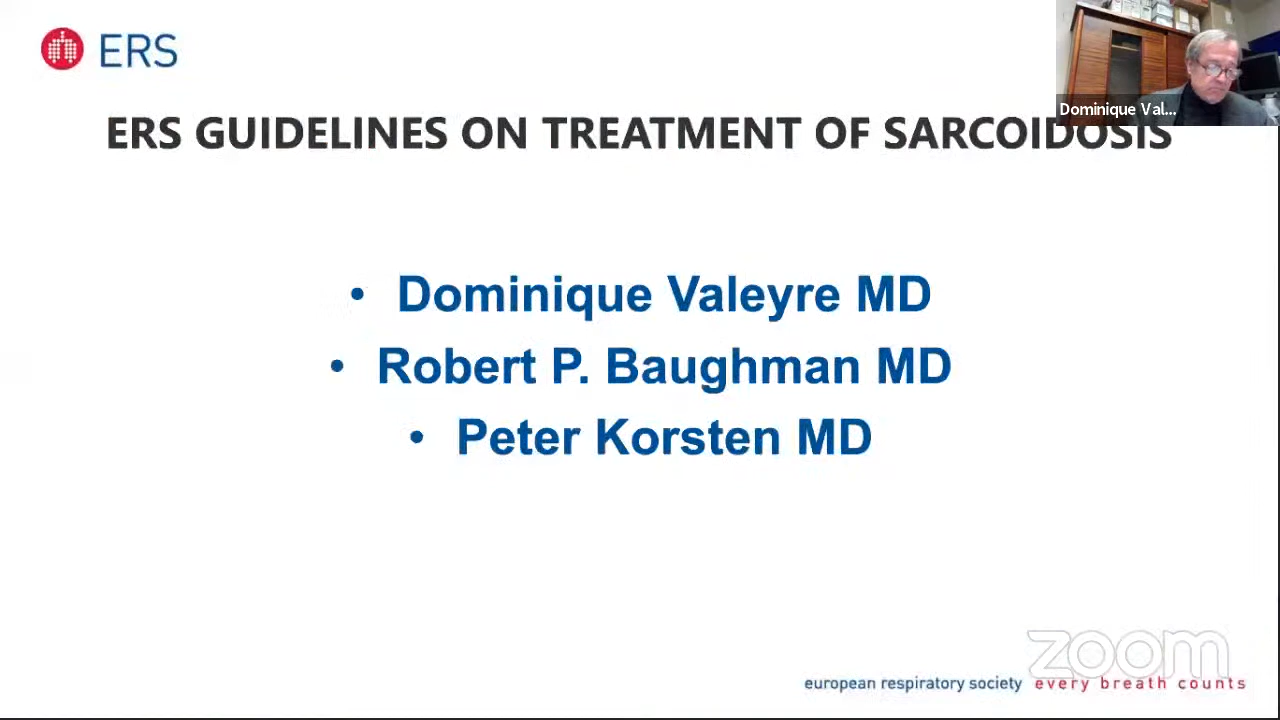 ERS
Dominique Val...
ERS GUIDELINES ON TREATMENT OF SARCOIDOSIS
• Dominique Valeyre MD
• Robert P. Baughman MD
• Peter Korsten MD
zoom
european respiratory society every breath counts